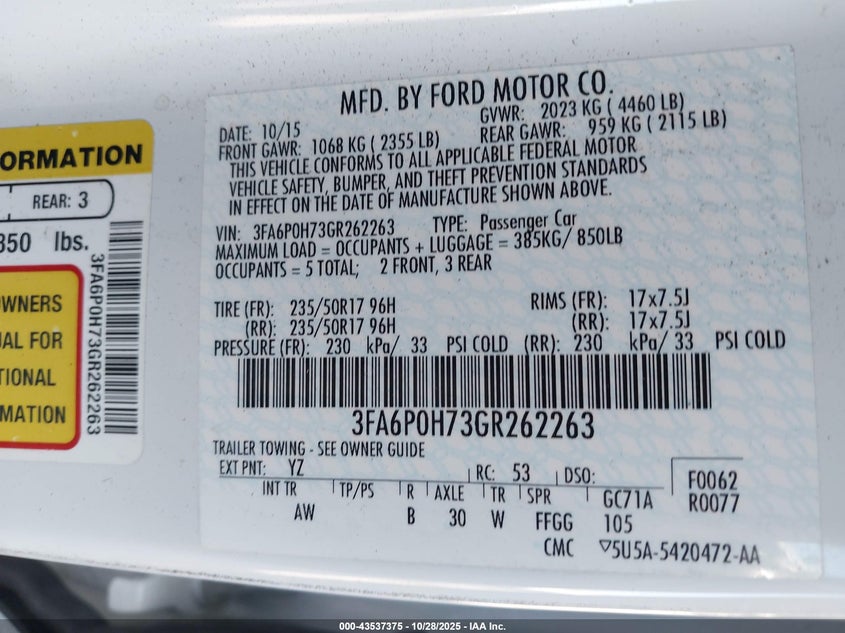 ORMATION
REAR: 3
850 lbs.
WNERS
UAL FOR
TIONAL
RMATION
3FA6P0H73GR262263
MFD. BY FORD MOTOR CO.
DATE: 10/15 GVWR: 2023 KG ( 4460 LB)
FRONT GAWR: 1068 KG ( 2355 LB) REAR GAWR: 959 KG ( 2115 LB)
THIS VEHICLE CONFORMS TO ALL APPLICABLE FEDERAL MOTOR
VEHICLE SAFETY, BUMPER, AND THEFT PREVENTION STANDARDS
IN EFFECT ON THE DATE OF MANUFACTURE SHOWN ABOVE.
VIN: 3FA6P0H73GR262263 TYPE: Passenger Car
MAXIMUM LOAD = OCCUPANTS + LUGGAGE = 385KG/ 850LB
OCCUPANTS = 5 TOTAL; 2 FRONT, 3 REAR
TIRE (FR): 235/50R17 96H RIMS (FR): 17x7.5J
(RR): 235/50R17 96H (RR): 17x7.5J
PRESSURE (FR): 230 kPa/ 33 PSI COLD (RR): 230 kPa/ 33 PSI COLD
3FA6P0H73GR262263
TRAILER TOWING - SEE OWNER GUIDE
EXT PNT: YZ RC: 53 DSO: F0062
INT TR TP/PS R AXLE TR SPR GC71A R0077
AW B 30 W FFGG 105
CMC ▽5U5A-5420472-AA
000-43537375 - 10/28/2025 - IAA Inc.